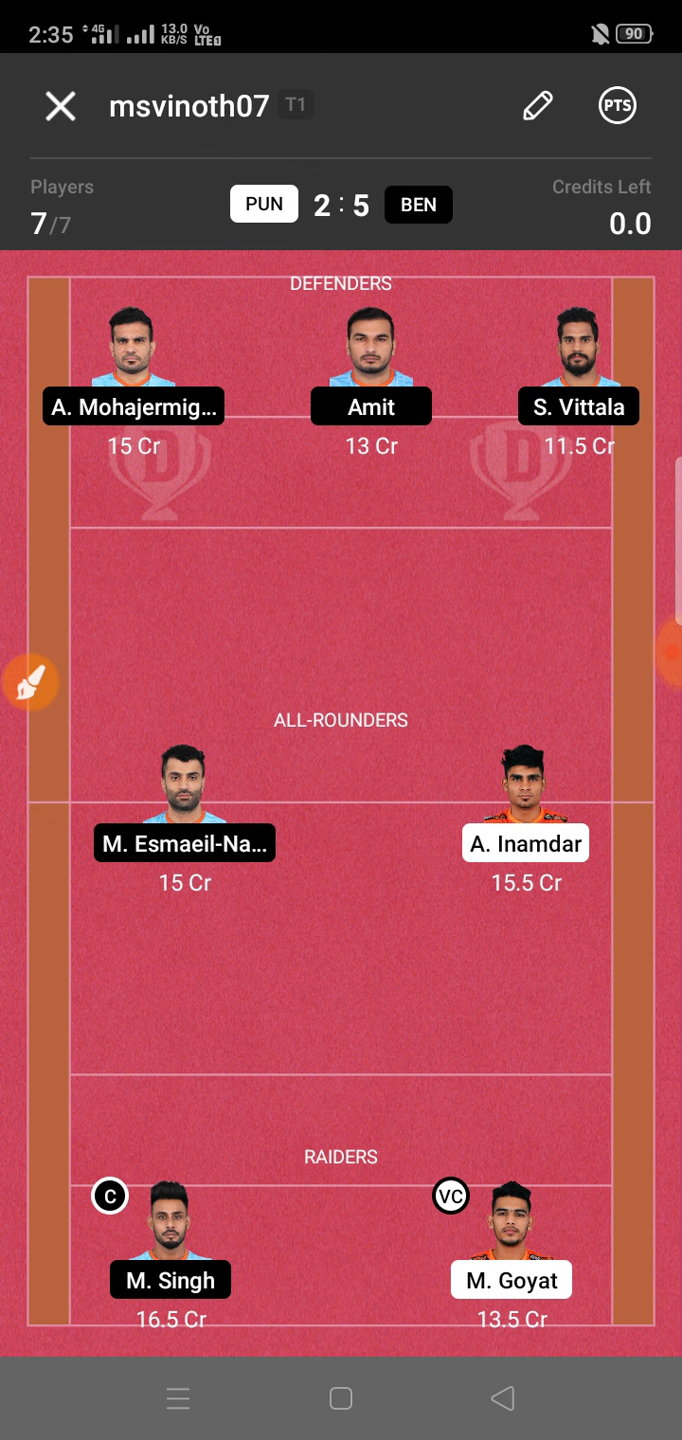 2:35 4G 13.0 KB/S Vo LTE 90
msvinoth07 T1 PTS
Players Credits Left
7/7 PUN 2 : 5 BEN 0.0
DEFENDERS
A. Mohajermig... Amit S. Vittala
15 Cr 13 Cr 11.5 Cr
D D
ALL-ROUNDERS
M. Esmaeil-Na... A. Inamdar
15 Cr 15.5 Cr
RAIDERS
C VC
M. Singh M. Goyat
16.5 Cr 13.5 Cr